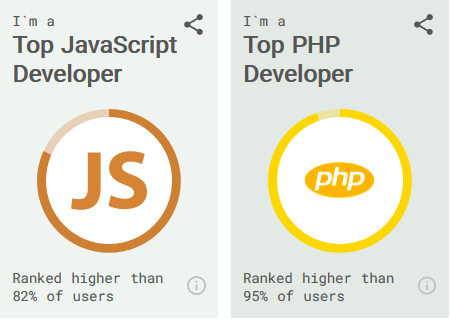 I`m a
Top JavaScript
Developer
JS
Ranked higher than
82% of users
I`m a
Top PHP
Developer
php
Ranked higher than
95% of users